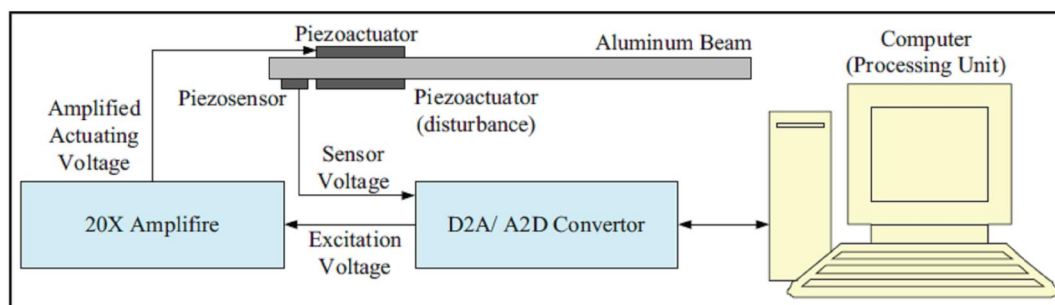 Piezoactuator
Aluminum Beam
Computer
(Processing Unit)
Piezosensor
Piezoactuator
(disturbance)
Amplified
Actuating
Voltage
Sensor
Voltage
20X Amplifire
Excitation
Voltage
D2A/ A2D Convertor